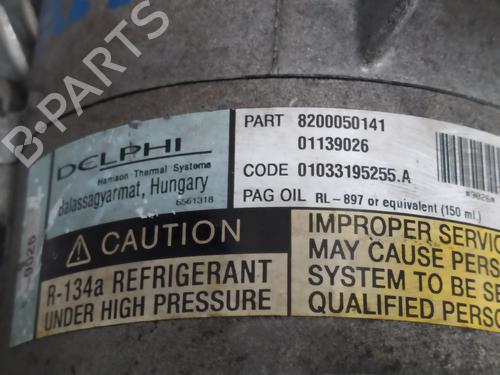 B-PARTS
DELPHI
Harrison Thermal Systems
Balassagyarmat, Hungary
6561318
PART 8200050141
01139026
CODE 01033195255.A
PAG OIL RL-897 or equivalent (150 ml.)
CAUTION
R-134a REFRIGERANT
UNDER HIGH PRESSURE
IMPROPER SERVIC
MAY CAUSE PERS
SYSTEM TO BE SE
QUALIFIED PERSO